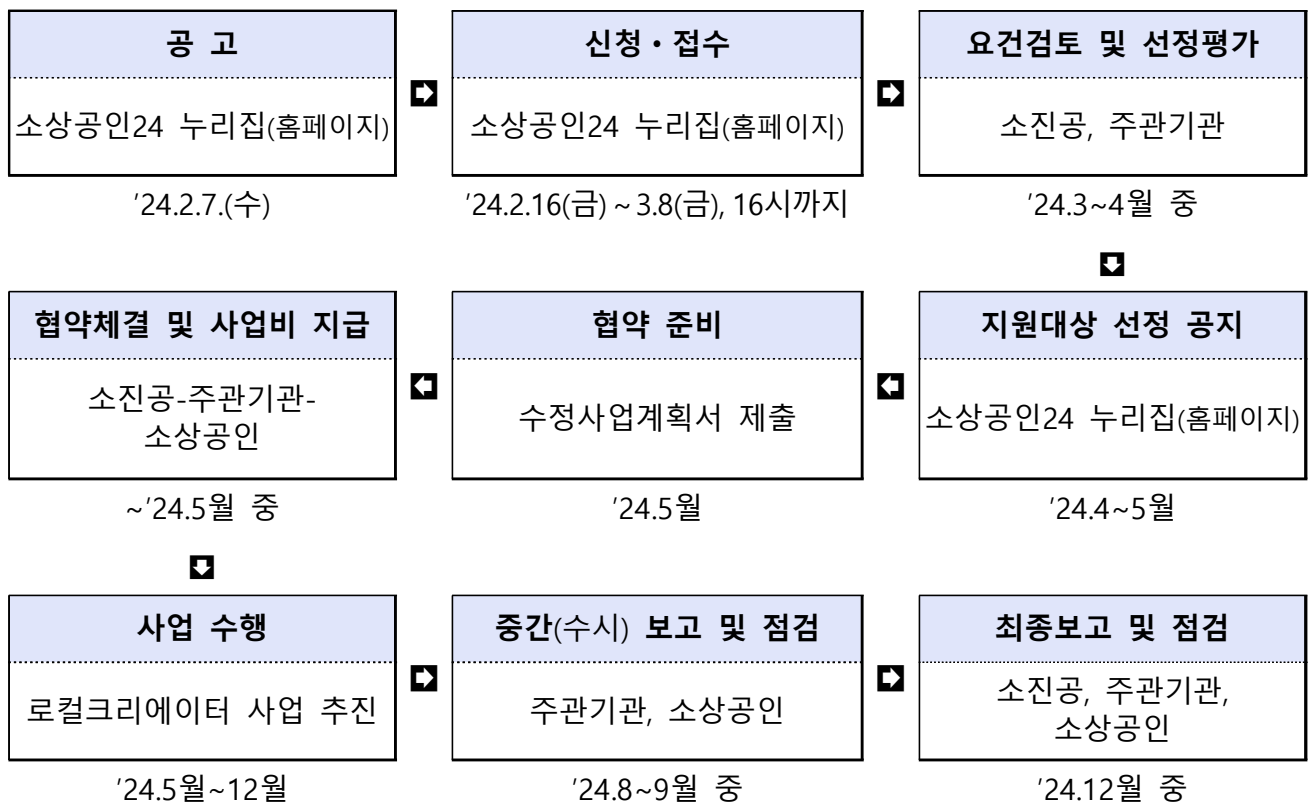 공 고
소상공인24 누리집(홈페이지)
'24.2.7.(수)
신청・접수
소상공인24 누리집(홈페이지)
'24.2.16(금) ~ 3.8(금), 16시까지
요건검토 및 선정평가
소진공, 주관기관
'24.3~4월 중
지원대상 선정 공지
소상공인24 누리집(홈페이지)
'24.4~5월
협약 준비
수정사업계획서 제출
'24.5월
협약체결 및 사업비 지급
소진공-주관기관-
소상공인
~'24.5월 중
사업 수행
로컬크리에이터 사업 추진
'24.5월~12월
중간(수시) 보고 및 점검
주관기관, 소상공인
'24.8~9월 중
최종보고 및 점검
소진공, 주관기관,
소상공인
'24.12월 중